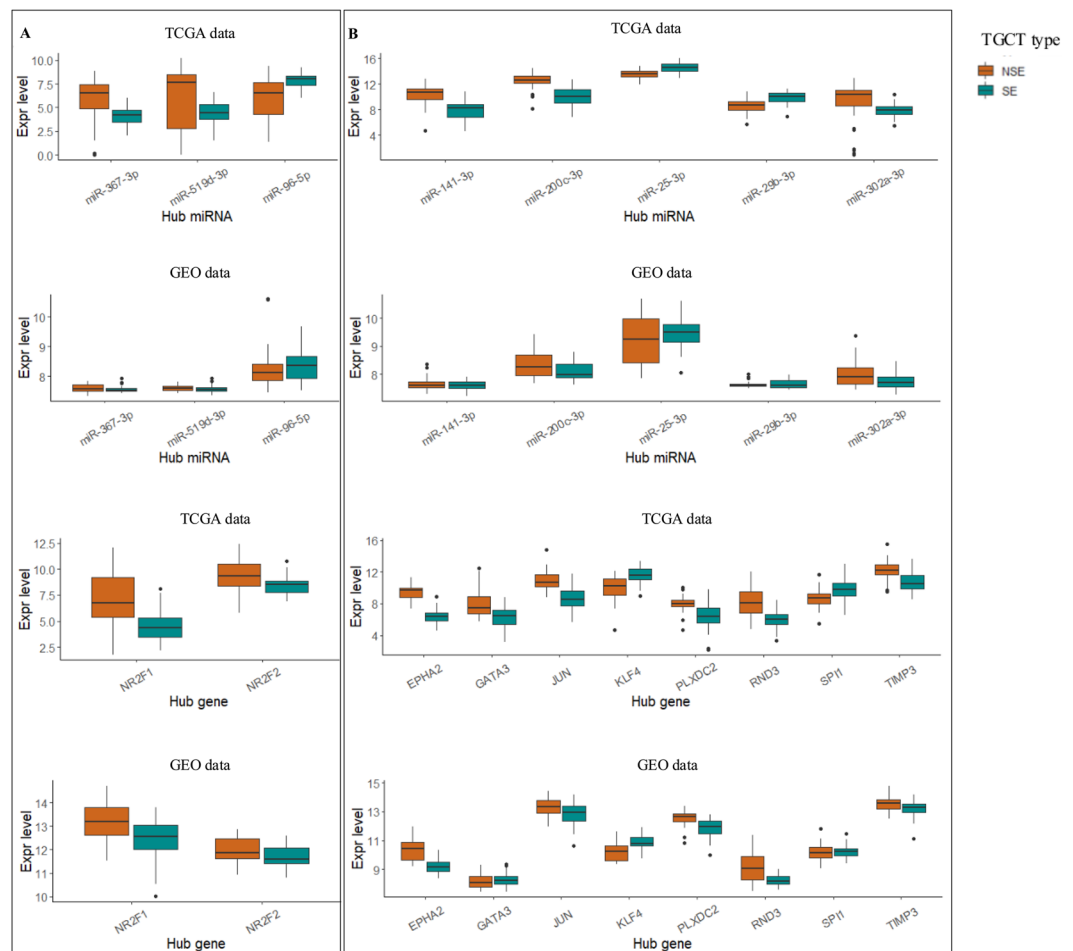 A
TCGA data
Expr level
10.0
7.5
5.0
2.5
0.0
miR-367-3p
miR-519d-3p
miR-96-5p
Hub miRNA
GEO data
Expr level
10
9
8
miR-367-3p
miR-519d-3p
miR-96-5p
Hub miRNA
TCGA data
Expr level
12.5
10.0
7.5
5.0
2.5
NR2F1
NR2F2
Hub gene
GEO data
Expr level
14
13
12
11
10
NR2F1
NR2F2
Hub gene
B
TCGA data
Expr level
16
12
8
4
miR-141-3p
miR-200c-3p
miR-25-3p
miR-29b-3p
miR-302a-3p
Hub miRNA
GEO data
Expr level
10
9
8
miR-141-3p
miR-200c-3p
miR-25-3p
miR-29b-3p
miR-302a-3p
Hub miRNA
TCGA data
Expr level
16
12
8
4
EPHA2
GATA3
JUN
KLF4
PLXDC2
RND3
SPI1
TIMP3
Hub gene
GEO data
Expr level
15
13
11
9
EPHA2
GATA3
JUN
KLF4
PLXDC2
RND3
SPI1
TIMP3
Hub gene
TGCT type
NSE
SE